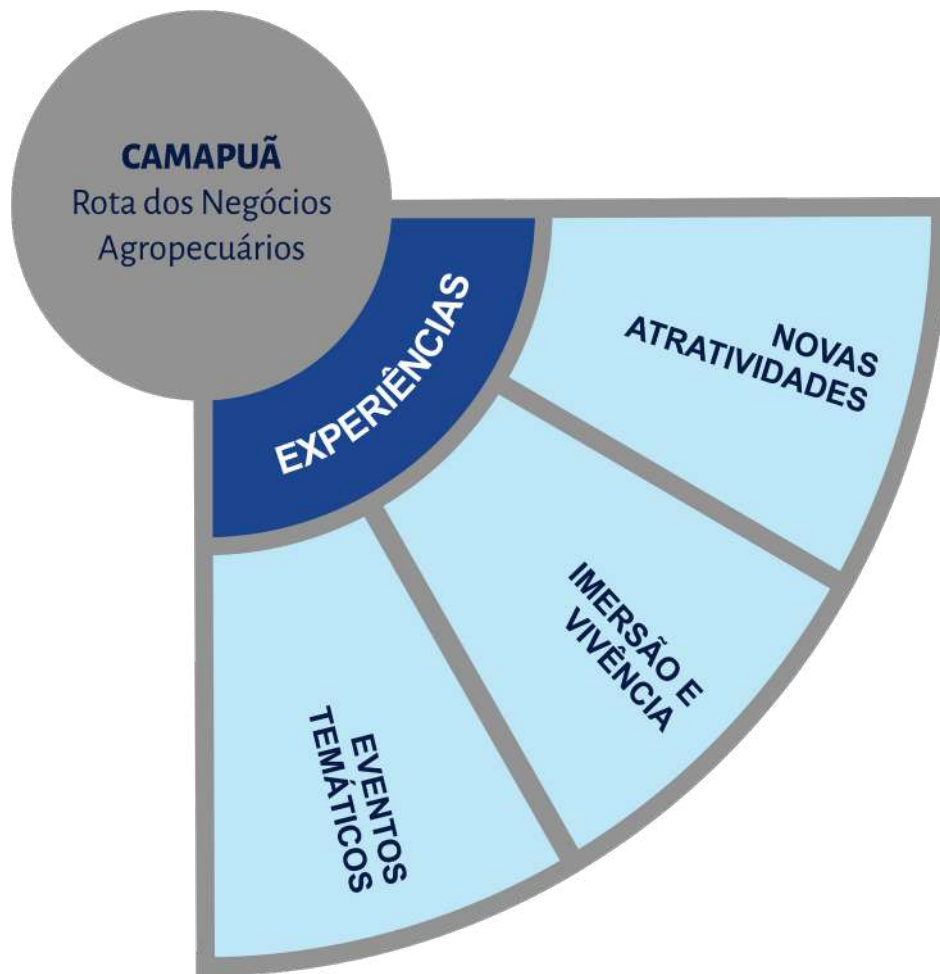 CAMAPUÃ
Rota dos Negócios
Agropecuários
EXPERIÊNCIAS
NOVAS
ATRATIVIDADES
IMERSÃO E
VIVÊNCIA
EVENTOS
TEMÁTICOS